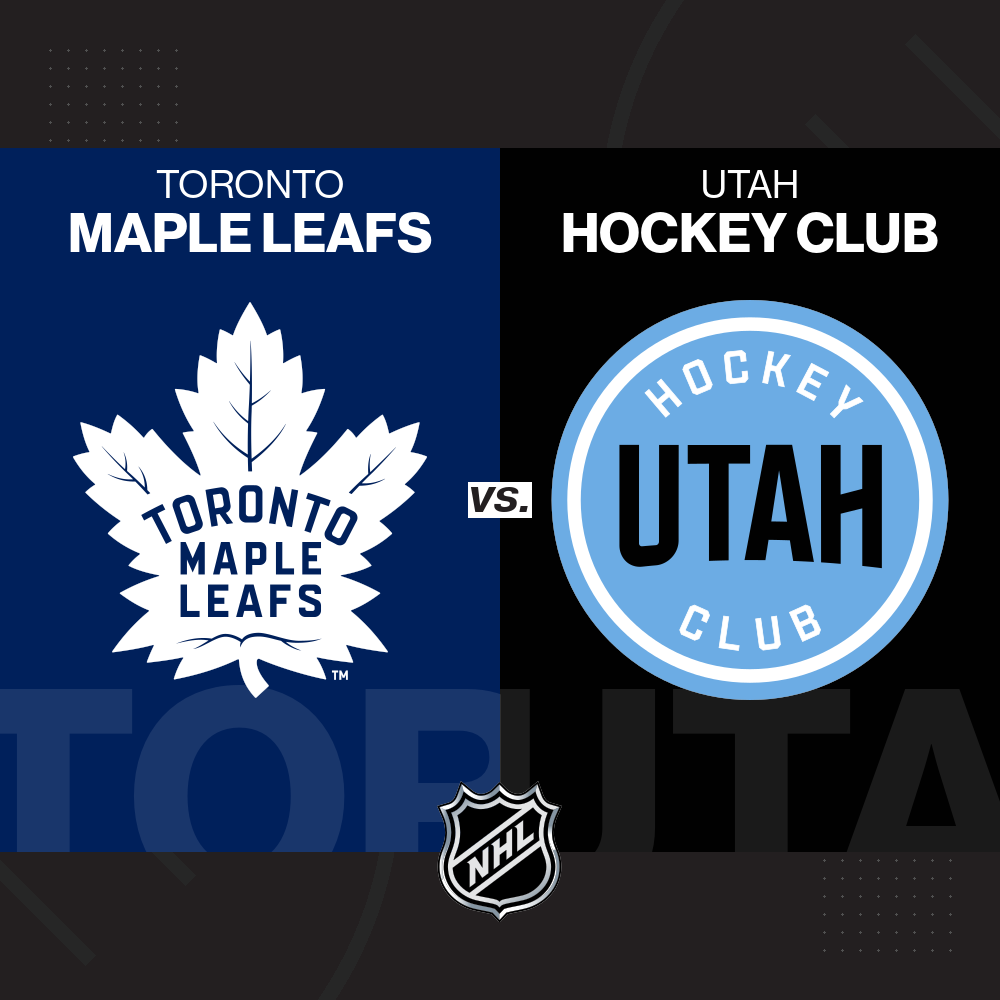 TORONTO
MAPLE LEAFS
UTAH
HOCKEY CLUB
TORONTO
MAPLE
LEAFS
TM
VS.
HOCKEY
UTAH
CLUB
TOR
UTA
NHL